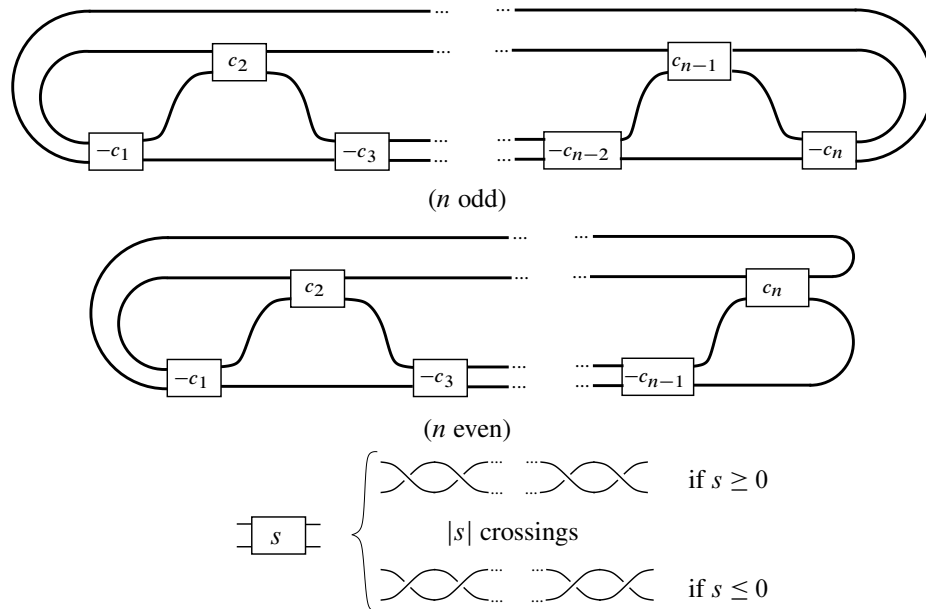 ... ...
c₂ ... ... cₙ₋₁
−c₁ −c₃ ... ... −cₙ₋₂ −cₙ
(n odd)
... ...
c₂ ... ... cₙ
−c₁ −c₃ ... ... −cₙ₋₁
(n even)
... ... if s ≥ 0
s |s| crossings
... ... if s ≤ 0